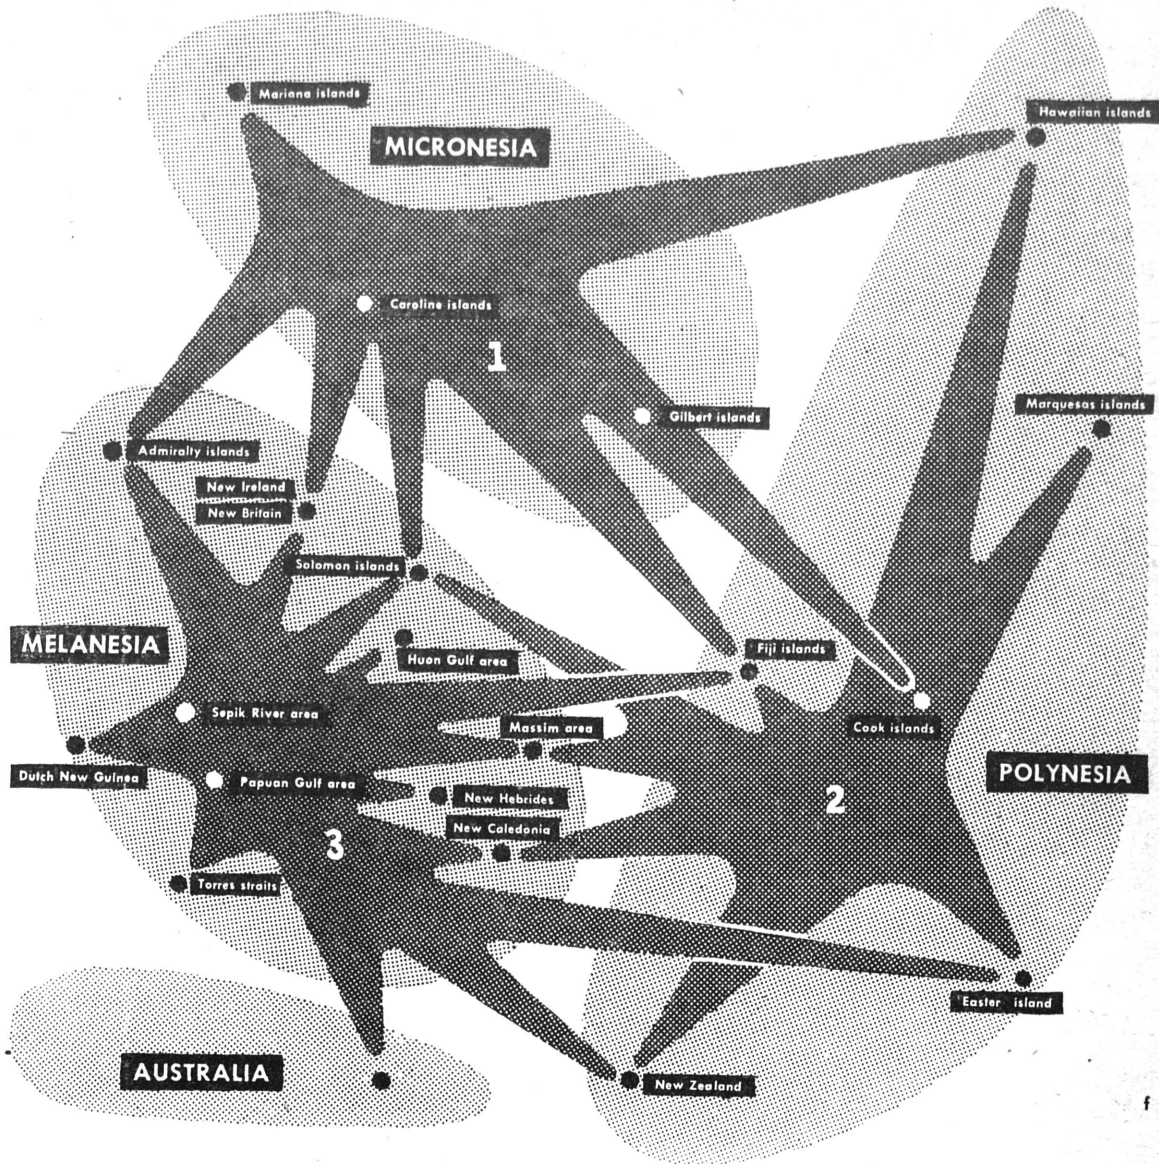 Mariana islands
Hawaiian islands
MICRONESIA
Caroline islands
1
Gilbert islands
Marquesas islands
Admiralty islands
New Ireland
New Britain
Solomon islands
MELANESIA
Huon Gulf area
Fiji islands
Sepik River area
Massim area
Cook islands
Dutch New Guinea
Papuan Gulf area
POLYNESIA
New Hebrides
2
New Caledonia
3
Torres straits
Easter island
AUSTRALIA
New Zealand
f